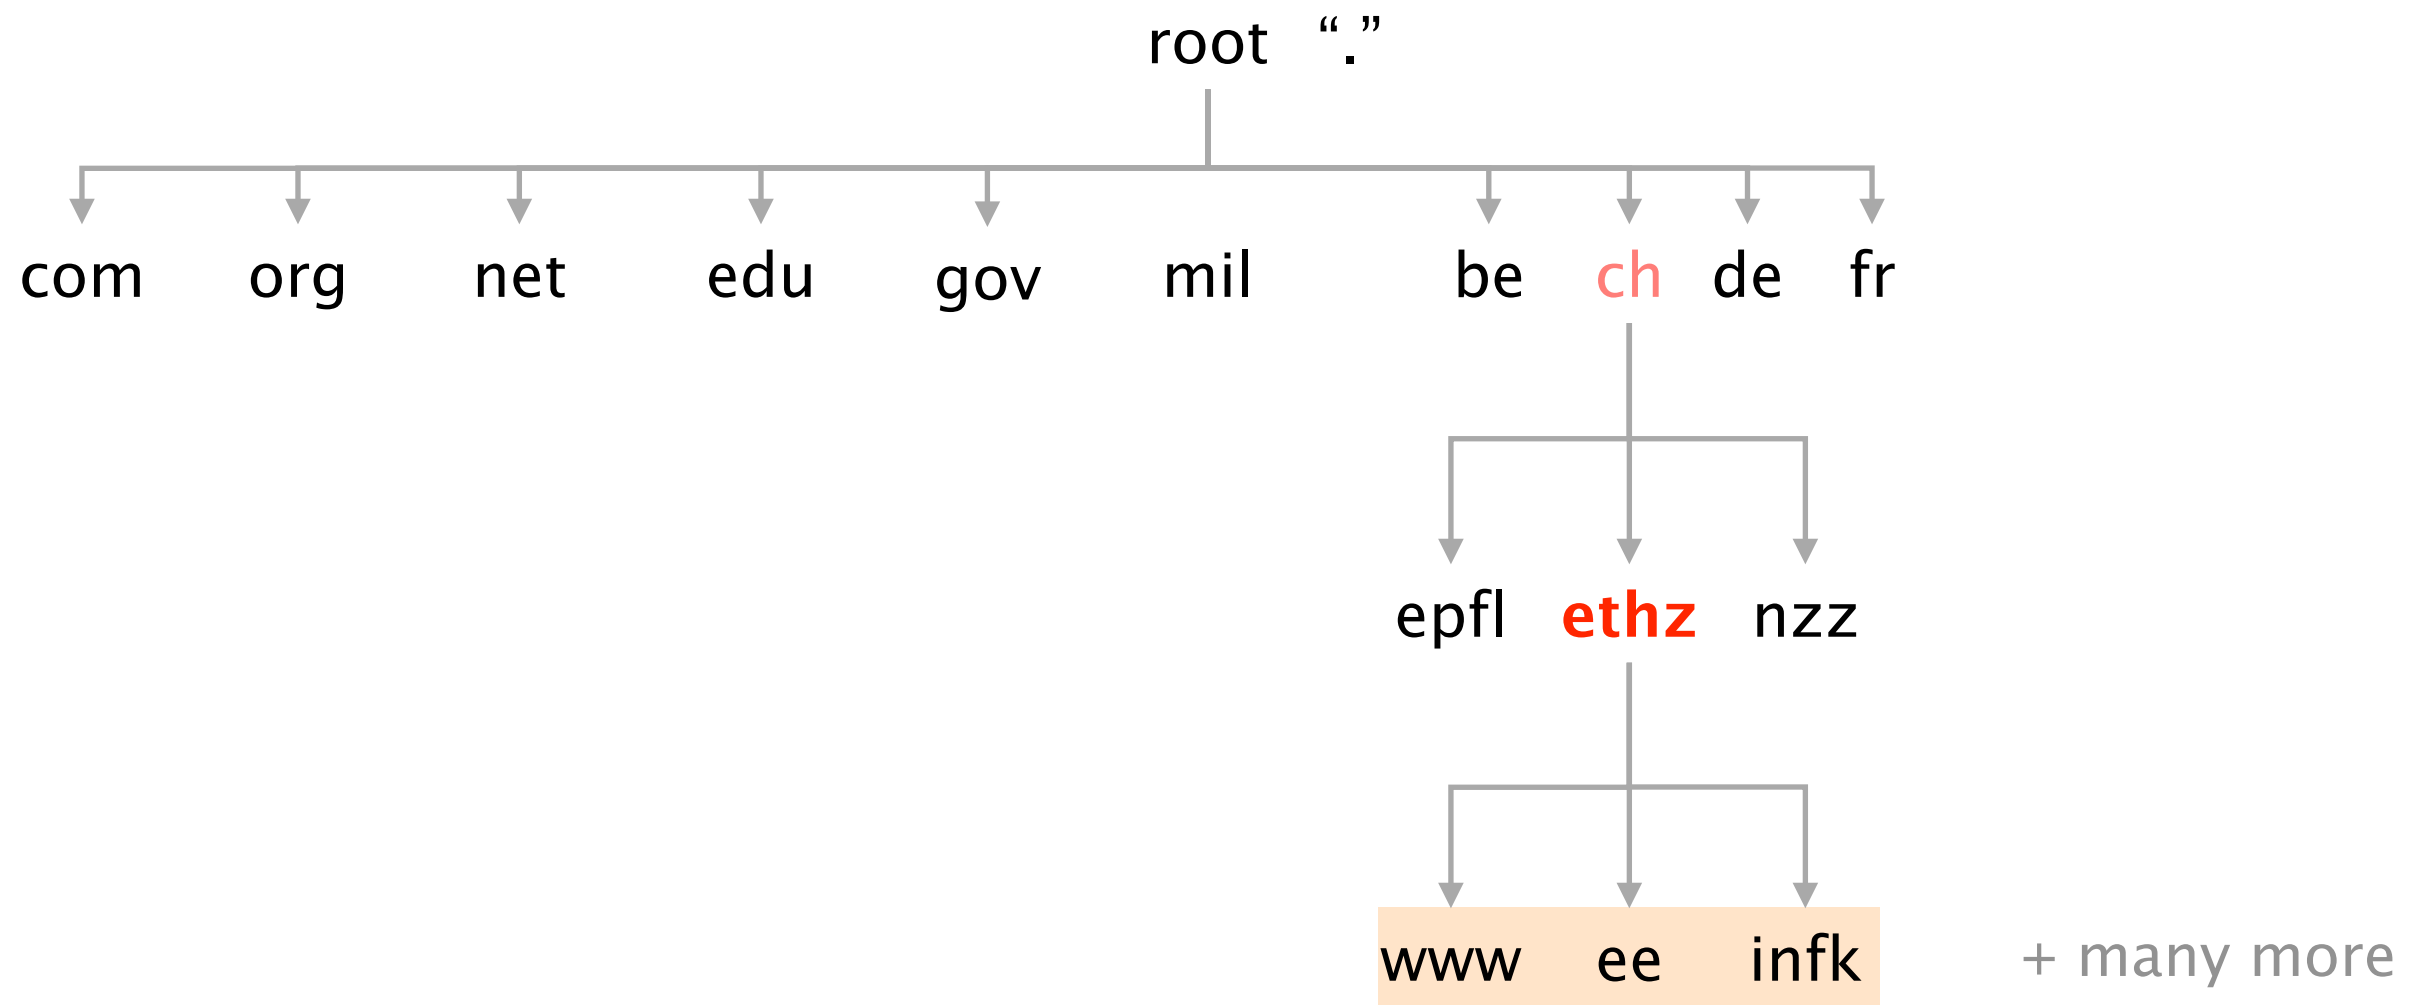 root “.”
com org net edu gov mil be ch de fr
epfl ethz nzz
www ee infk + many more